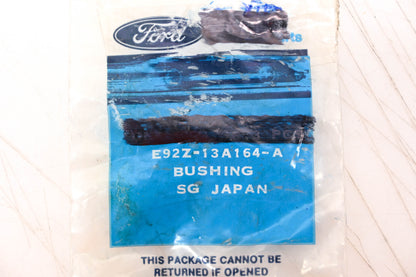 Ford
E92Z-13A164-A
BUSHING
SG JAPAN
THIS PACKAGE CANNOT BE
RETURNED IF OPENED